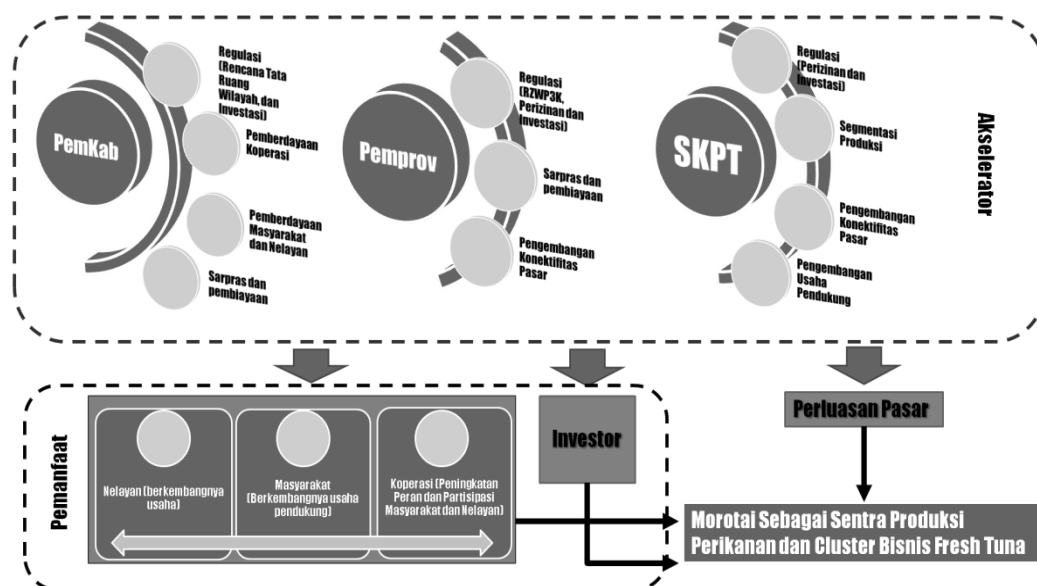 PemKab
Regulasi
(Rencana Tata
Ruang
Wilayah, dan
Investasi)
Pemberdayaan
Koperasi
Pemberdayaan
Masyarakat
dan Nelayan
Sarpras dan
pembiayaan
Pemprov
Regulasi
(RZWP3K,
Perizinan dan
Investasi)
Sarpras dan
pembiayaan
Pengembangan
Konektifitas
Pasar
SKPT
Regulasi
(Perizinan dan
Investasi)
Segmentasi
Produksi
Pengembangan
Konektifitas
Pasar
Pengembangan
Usaha
Pendukung
Akselerator
Pemanfaat
Nelayan (berkembangnya
usaha)
Masyarakat
(Berkembangnya usaha
pendukung)
Koperasi (Peningkatan
Peran dan Partisipasi
Masyarakat dan Nelayan)
Investor
Perluasan Pasar
Morotai Sebagai Sentra Produksi
Perikanan dan Cluster Bisnis Fresh Tuna